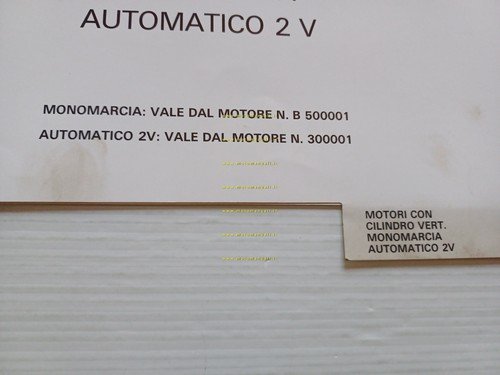 AUTOMATICO 2 V
MONOMARCIA: VALE DAL MOTORE N. B 500001
AUTOMATICO 2V: VALE DAL MOTORE N. 300001
MOTORI CON
CILINDRO VERT.
MONOMARCIA
AUTOMATICO 2V